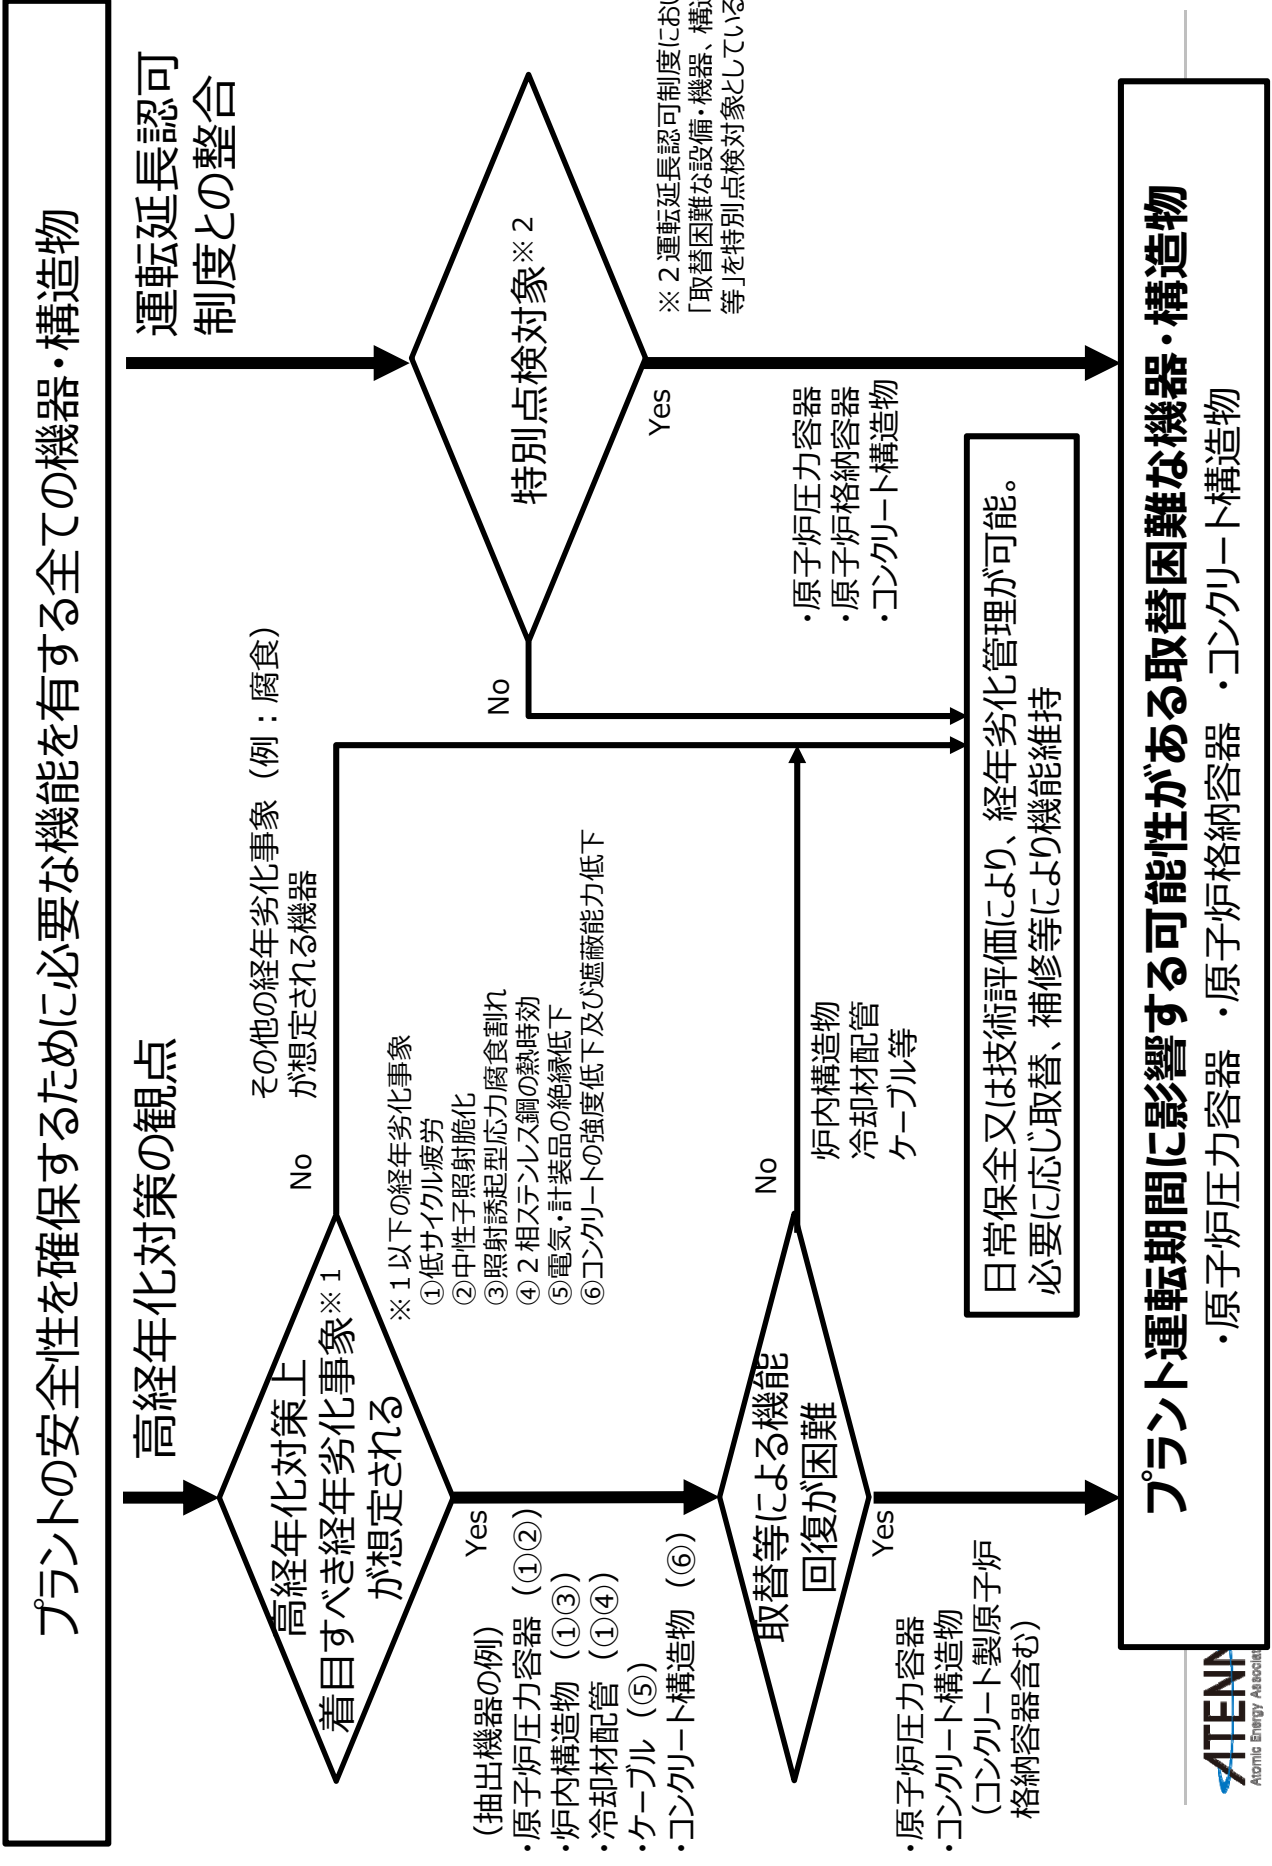 プラントの安全性を確保するために必要な機能を有する全ての機器・構造物
高経年化対策の観点
運転延長認可
制度との整合
高経年化対策上
着目すべき経年劣化事象※１
が想定される
No
その他の経年劣化事象（例：腐食）
が想定される機器
※１以下の経年劣化事象
①低サイクル疲労
②中性子照射脆化
③照射誘起型応力腐食割れ
④２相ステンレス鋼の熱時効
⑤電気・計装品の絶縁低下
⑥コンクリートの強度低下及び遮蔽能力低下
Yes
（抽出機器の例）
・原子炉圧力容器（①②）
・炉内構造物（①③）
・冷却材配管（①④）
・ケーブル（⑤）
・コンクリート構造物（⑥）
取替等による機能
回復が困難
No
炉内構造物
冷却材配管
ケーブル等
Yes
・原子炉圧力容器
・コンクリート構造物
（コンクリート製原子炉
格納容器含む）
特別点検対象※２
No
Yes
・原子炉圧力容器
・原子炉格納容器
・コンクリート構造物
※２運転延長認可制度におい
「取替困難な設備・機器、構造
等」を特別点検対象としている
日常保全又は技術評価により、経年劣化管理が可能。
必要に応じ取替、補修等により機能維持
プラント運転期間に影響する可能性がある取替困難な機器・構造物
・原子炉圧力容器　・原子炉格納容器　・コンクリート構造物
ATENA
Atomic Energy